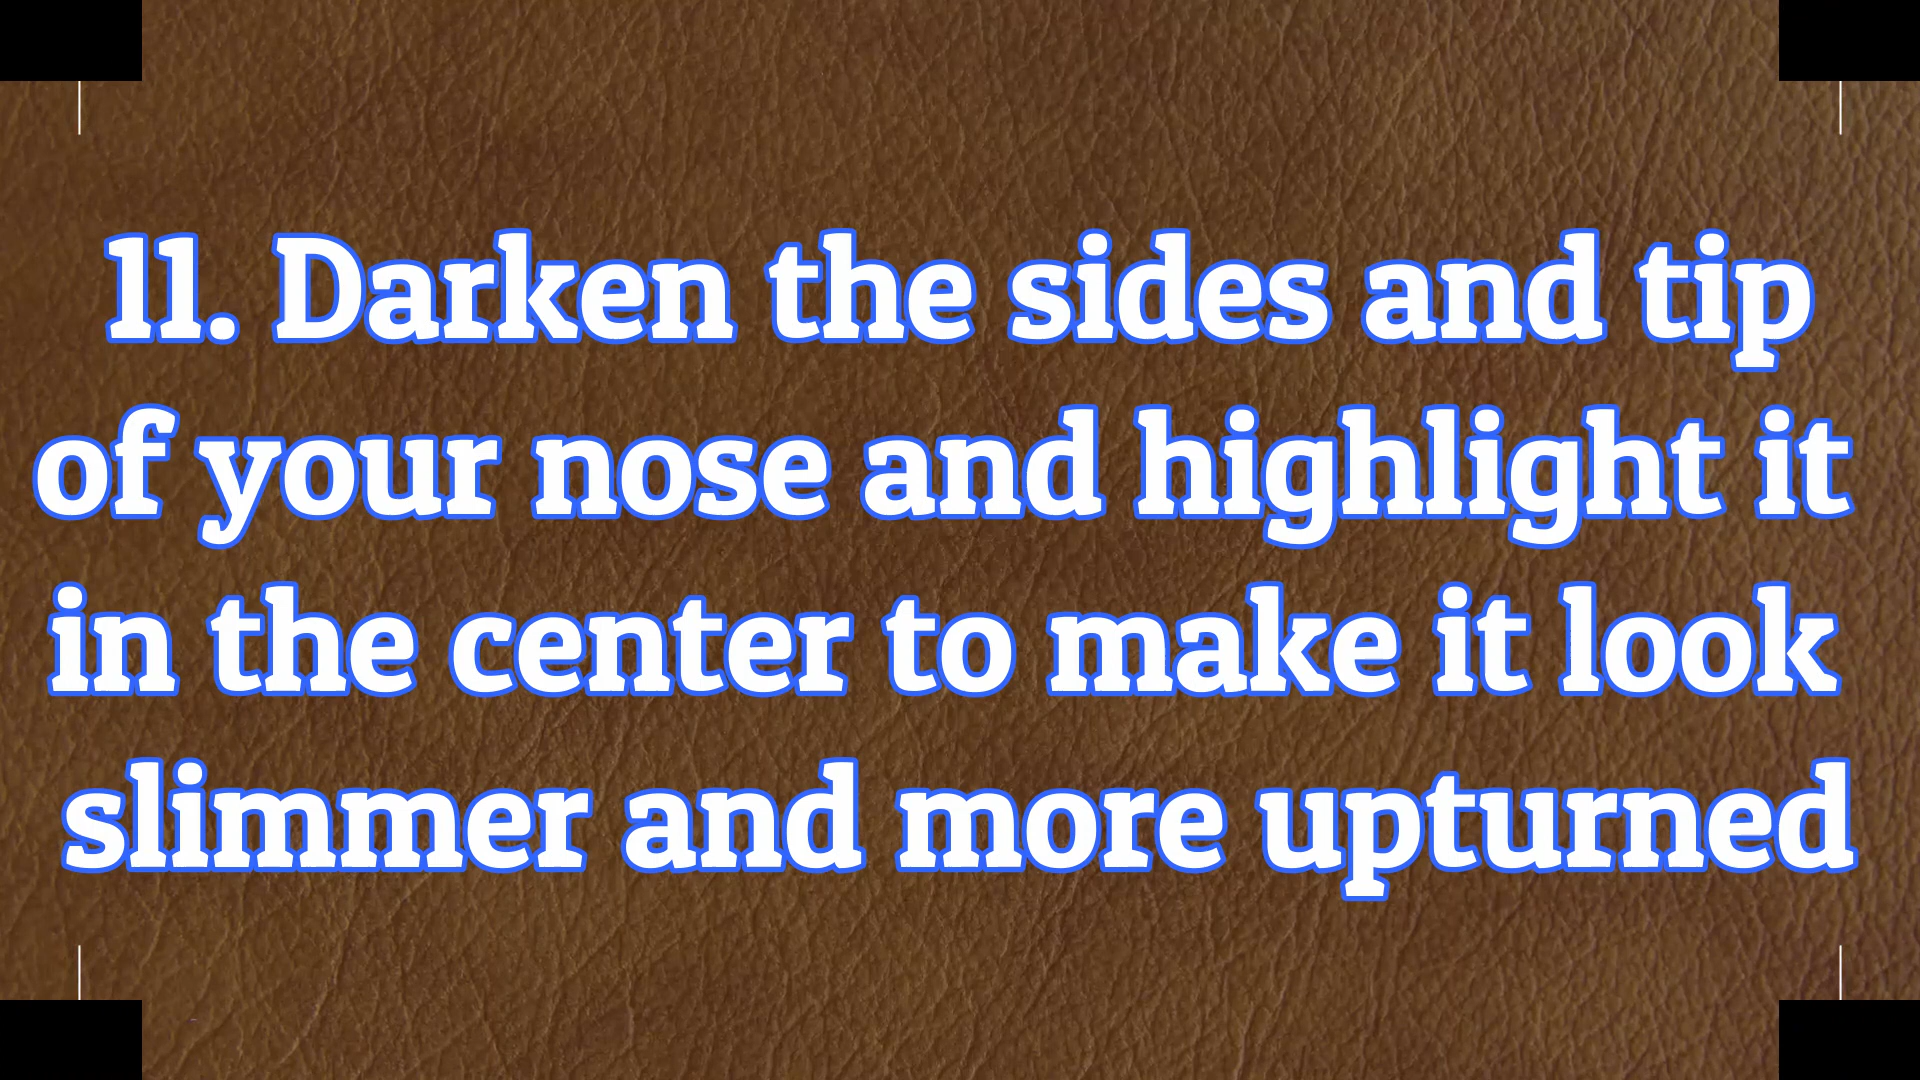 11. Darken the sides and tip
of your nose and highlight it
in the center to make it look
slimmer and more upturned